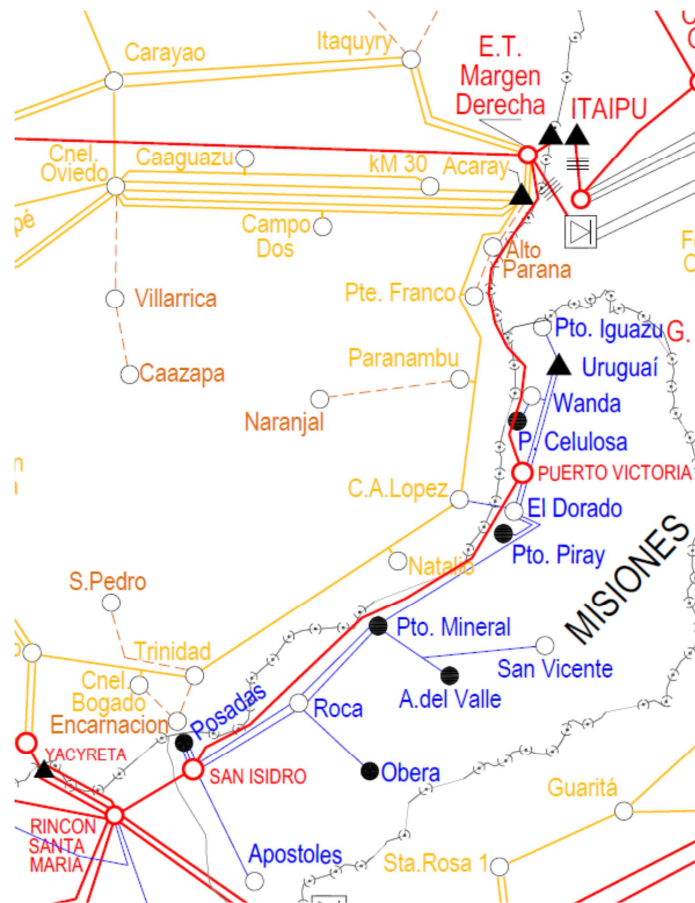 Carayao
Itaquyry
E.T.
Margen
Derecha
ITAIPU
Cnel.
Oviedo
Caaguazu
kM 30
Acaray
Campo
Dos
Alto
Parana
Villarrica
Pte. Franco
Pto. Iguazu
G.
Caazapa
Paranambu
Uruguaí
Naranjal
Wanda
P. Celulosa
PUERTO VICTORIA
C.A.Lopez
El Dorado
Natalio
Pto. Piray
MISIONES
S.Pedro
Pto. Mineral
Trinidad
San Vicente
Cnel.
Bogado
A.del Valle
Encarnacion
Posadas
Roca
YACYRETA
SAN ISIDRO
Obera
Guaritá
RINCON
SANTA
MARIA
Apostoles
Sta.Rosa 1